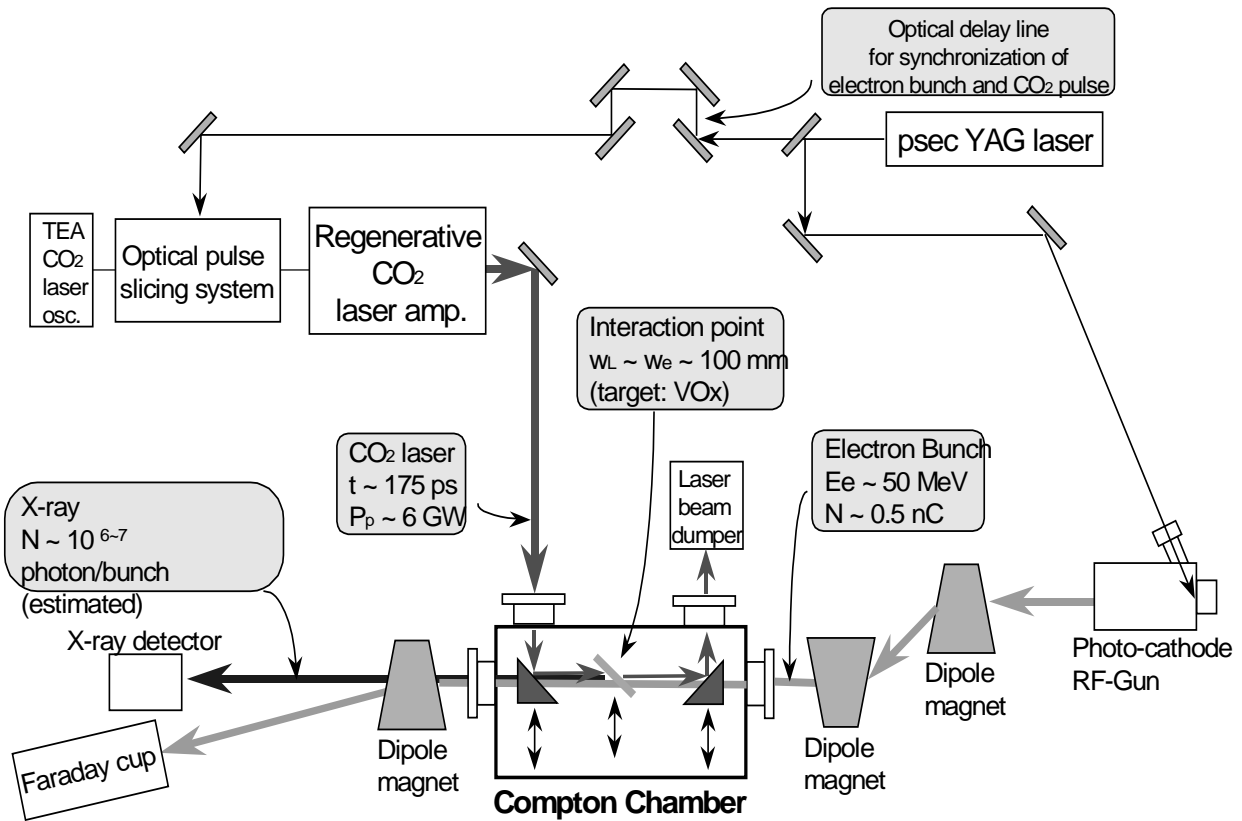 Optical delay line
for synchronization of
electron bunch and CO₂ pulse
psec YAG laser
TEA
CO₂
laser
osc.
Optical pulse
slicing system
Regenerative
CO₂
laser amp.
Interaction point
wL ~ we ~ 100 mm
(target: VOx)
CO₂ laser
t ~ 175 ps
Pp ~ 6 GW
Laser
beam
dumper
Electron Bunch
Ee ~ 50 MeV
N ~ 0.5 nC
X-ray
N ~ 10 ⁶~⁷
photon/bunch
(estimated)
X-ray detector
Faraday cup
Dipole
magnet
Compton Chamber
Dipole
magnet
Dipole
magnet
Photo-cathode
RF-Gun